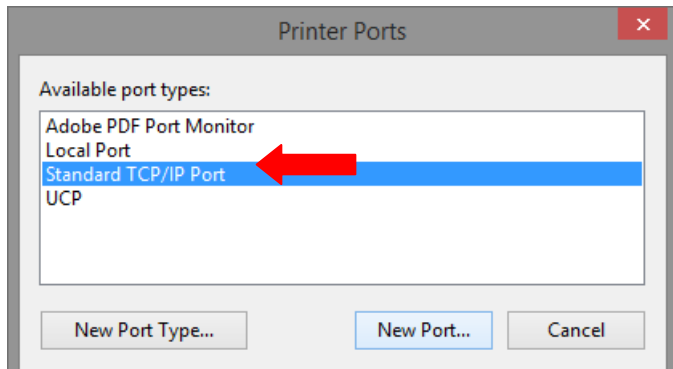 Printer Ports
Available port types:
Adobe PDF Port Monitor
Local Port
Standard TCP/IP Port
UCP
New Port Type...
New Port...
Cancel